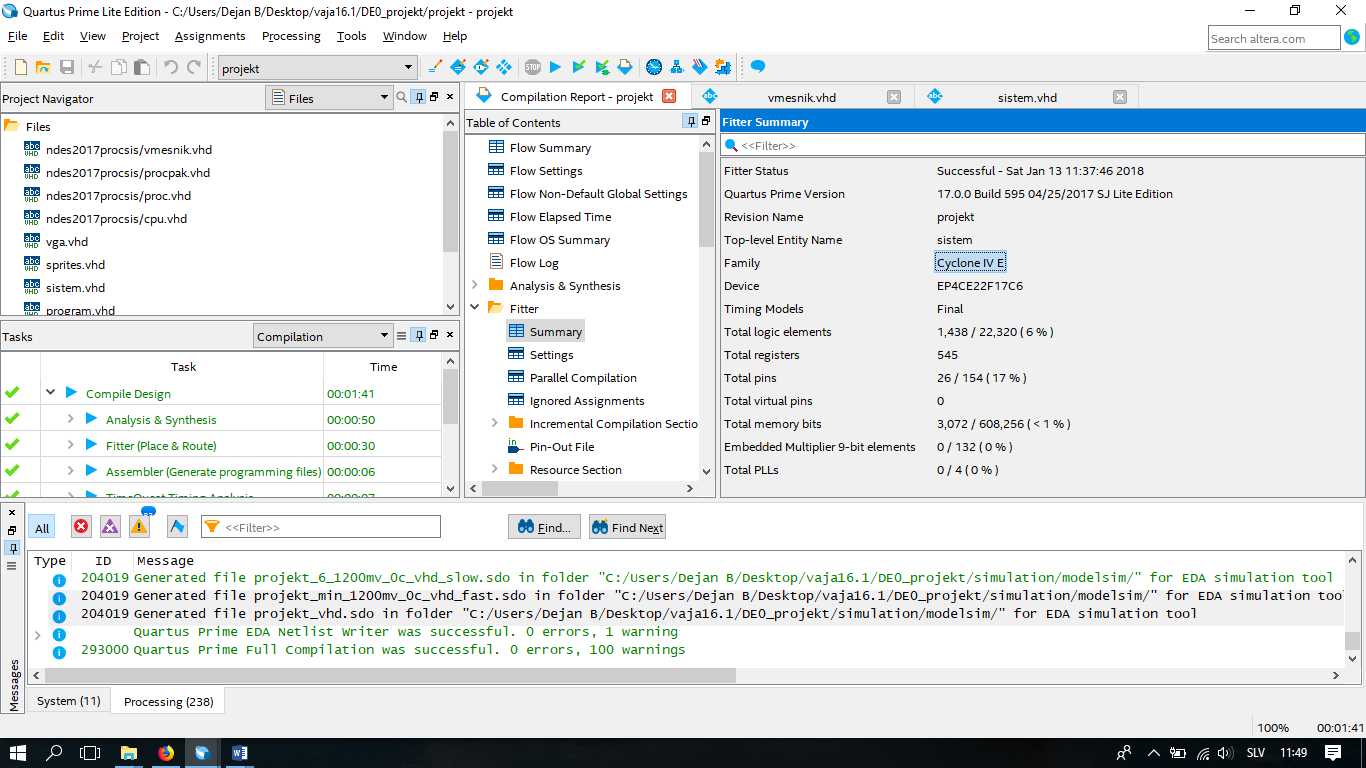 Quartus Prime Lite Edition - C:/Users/Dejan B/Desktop/vaja16.1/DE0_projekt/projekt - projekt
File Edit View Project Assignments Processing Tools Window Help
Search altera.com
projekt
STOP
Project Navigator
Files
Files
ndes2017procsis/vmesnik.vhd
ndes2017procsis/procpak.vhd
ndes2017procsis/proc.vhd
ndes2017procsis/cpu.vhd
vga.vhd
sprites.vhd
sistem.vhd
program.vhd
Tasks
Compilation
Task Time
Compile Design 00:01:41
Analysis & Synthesis 00:00:50
Fitter (Place & Route) 00:00:30
Assembler (Generate programming files) 00:00:06
TimeQuest Timing Analysis 00:00:07
Compilation Report - projekt
vmesnik.vhd
sistem.vhd
Table of Contents
Flow Summary
Flow Settings
Flow Non-Default Global Settings
Flow Elapsed Time
Flow OS Summary
Flow Log
Analysis & Synthesis
Fitter
Summary
Settings
Parallel Compilation
Ignored Assignments
Incremental Compilation Sectio
Pin-Out File
Resource Section
Fitter Summary
<<Filter>>
Fitter Status Successful - Sat Jan 13 11:37:46 2018
Quartus Prime Version 17.0.0 Build 595 04/25/2017 SJ Lite Edition
Revision Name projekt
Top-level Entity Name sistem
Family Cyclone IV E
Device EP4CE22F17C6
Timing Models Final
Total logic elements 1,438 / 22,320 ( 6 % )
Total registers 545
Total pins 26 / 154 ( 17 % )
Total virtual pins 0
Total memory bits 3,072 / 608,256 ( < 1 % )
Embedded Multiplier 9-bit elements 0 / 132 ( 0 % )
Total PLLs 0 / 4 ( 0 % )
All
<<Filter>>
Find...
Find Next
Type ID Message
204019 Generated file projekt_6_1200mv_0c_vhd_slow.sdo in folder "C:/Users/Dejan B/Desktop/vaja16.1/DE0_projekt/simulation/modelsim/" for EDA simulation tool
204019 Generated file projekt_min_1200mv_0c_vhd_fast.sdo in folder "C:/Users/Dejan B/Desktop/vaja16.1/DE0_projekt/simulation/modelsim/" for EDA simulation too
204019 Generated file projekt_vhd.sdo in folder "C:/Users/Dejan B/Desktop/vaja16.1/DE0_projekt/simulation/modelsim/" for EDA simulation tool
Quartus Prime EDA Netlist Writer was successful. 0 errors, 1 warning
293000 Quartus Prime Full Compilation was successful. 0 errors, 100 warnings
Messages
System (11)
Processing (238)
100% 00:01:41
SLV 11:49